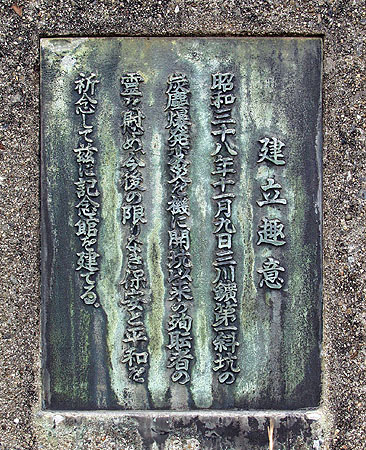 建立趣意
昭和三十八年十一月九日三川鑛第一斜坑の
炭塵爆発災害を機に開坑以来の殉職者の
霊を慰め、今後の限りなき保安と平和を
祈念して茲に記念館を建てる。